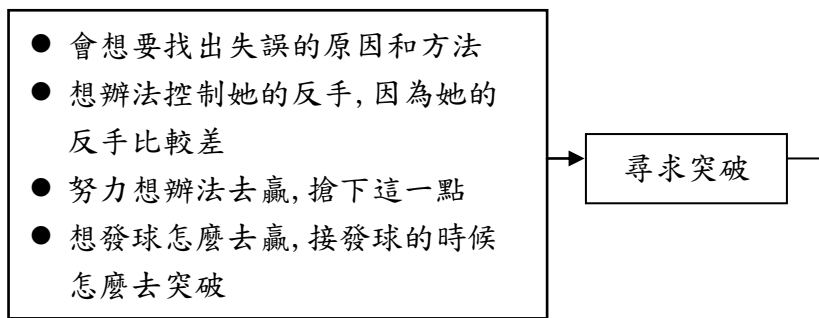 ● 會想要找出失誤的原因和方法
● 想辦法控制她的反手,因為她的
反手比較差
● 努力想辦法去贏,搶下這一點
● 想發球怎麼去贏,接發球的時候
怎麼去突破
尋求突破